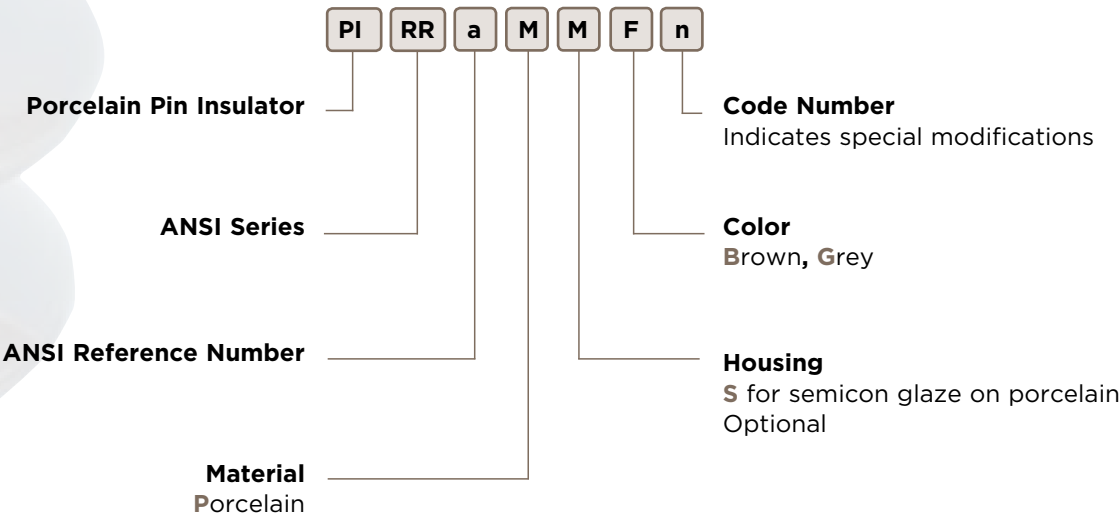 PI RR a M M F n
Porcelain Pin Insulator
Code Number
Indicates special modifications
ANSI Series
Color
Brown, Grey
ANSI Reference Number
Housing
S for semicon glaze on porcelain
Optional
Material
Porcelain